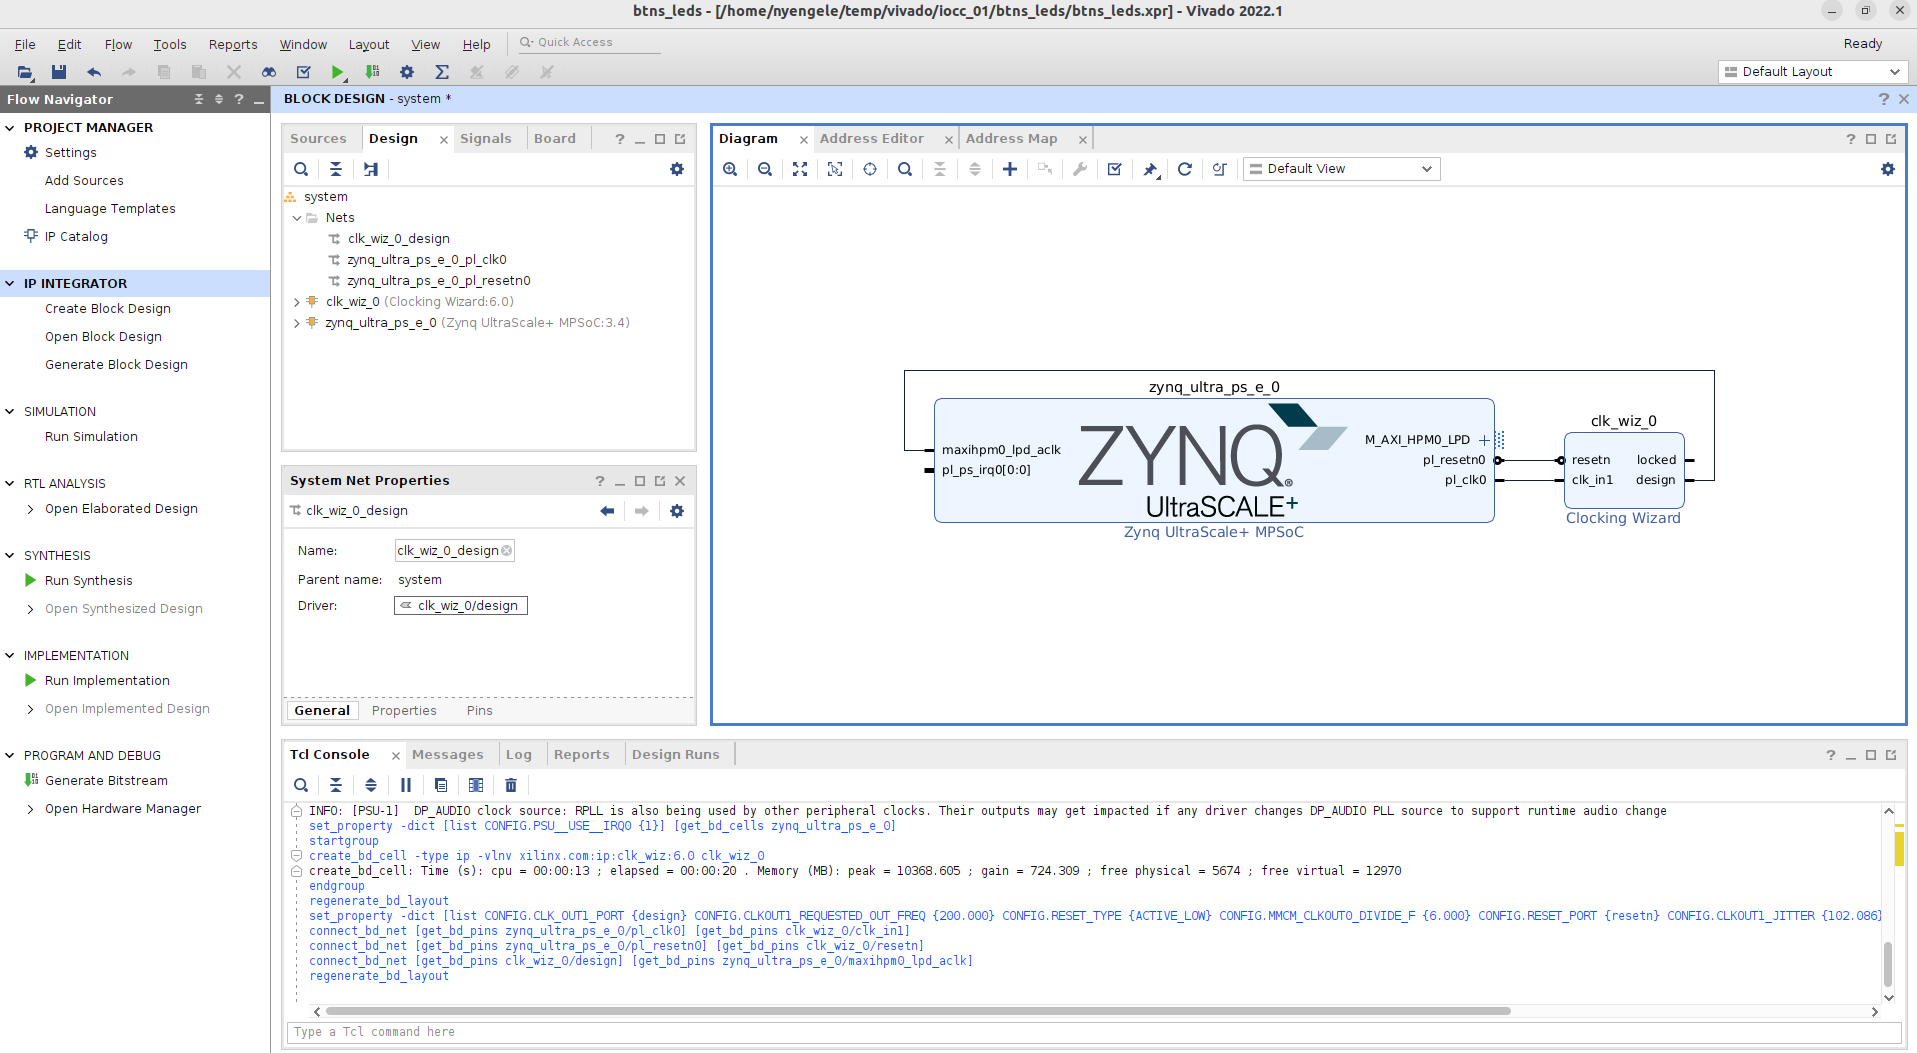 btns_leds - [/home/nyengele/temp/vivado/iocc_01/btns_leds/btns_leds.xpr] - Vivado 2022.1
File Edit Flow Tools Reports Window Layout View Help Quick Access Ready
Default Layout
Flow Navigator
PROJECT MANAGER
Settings
Add Sources
Language Templates
IP Catalog
IP INTEGRATOR
Create Block Design
Open Block Design
Generate Block Design
SIMULATION
Run Simulation
RTL ANALYSIS
Open Elaborated Design
SYNTHESIS
Run Synthesis
Open Synthesized Design
IMPLEMENTATION
Run Implementation
Open Implemented Design
PROGRAM AND DEBUG
Generate Bitstream
Open Hardware Manager
BLOCK DESIGN - system *
Sources Design Signals Board
system
Nets
clk_wiz_0_design
zynq_ultra_ps_e_0_pl_clk0
zynq_ultra_ps_e_0_pl_resetn0
clk_wiz_0 (Clocking Wizard:6.0)
zynq_ultra_ps_e_0 (Zynq UltraScale+ MPSoC:3.4)
System Net Properties
clk_wiz_0_design
Name: clk_wiz_0_design
Parent name: system
Driver: clk_wiz_0/design
General Properties Pins
Diagram Address Editor Address Map
Default View
zynq_ultra_ps_e_0
maxihpm0_lpd_aclk
pl_ps_irq0[0:0]
ZYNQ®
UltraSCALE+
M_AXI_HPM0_LPD
pl_resetn0
pl_clk0
Zynq UltraScale+ MPSoC
clk_wiz_0
resetn locked
clk_in1 design
Clocking Wizard
Tcl Console Messages Log Reports Design Runs
INFO: [PSU-1]  DP_AUDIO clock source: RPLL is also being used by other peripheral clocks. Their outputs may get impacted if any driver changes DP_AUDIO PLL source to support runtime audio change
set_property -dict [list CONFIG.PSU__USE__IRQ0 {1}] [get_bd_cells zynq_ultra_ps_e_0]
startgroup
create_bd_cell -type ip -vlnv xilinx.com:ip:clk_wiz:6.0 clk_wiz_0
create_bd_cell: Time (s): cpu = 00:00:13 ; elapsed = 00:00:20 . Memory (MB): peak = 10368.605 ; gain = 724.309 ; free physical = 5674 ; free virtual = 12970
endgroup
regenerate_bd_layout
set_property -dict [list CONFIG.CLK_OUT1_PORT {design} CONFIG.CLKOUT1_REQUESTED_OUT_FREQ {200.000} CONFIG.RESET_TYPE {ACTIVE_LOW} CONFIG.MMCM_CLKOUT0_DIVIDE_F {6.000} CONFIG.RESET_PORT {resetn} CONFIG.CLKOUT1_JITTER {102.086}
connect_bd_net [get_bd_pins zynq_ultra_ps_e_0/pl_clk0] [get_bd_pins clk_wiz_0/clk_in1]
connect_bd_net [get_bd_pins zynq_ultra_ps_e_0/pl_resetn0] [get_bd_pins clk_wiz_0/resetn]
connect_bd_net [get_bd_pins clk_wiz_0/design] [get_bd_pins zynq_ultra_ps_e_0/maxihpm0_lpd_aclk]
regenerate_bd_layout
Type a Tcl command here